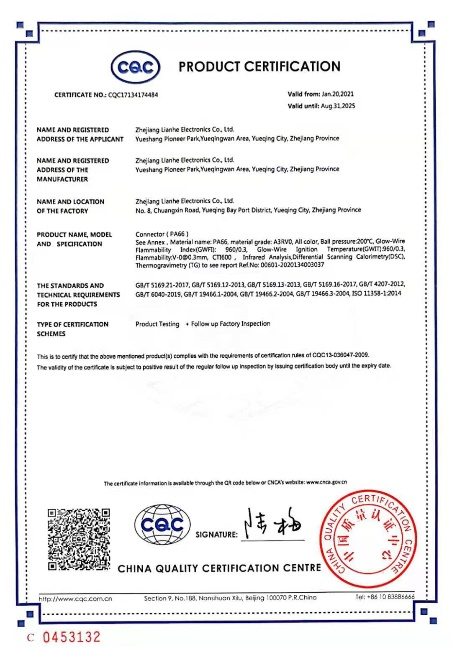 CQC
PRODUCT CERTIFICATION
CERTIFICATE NO.: CQC17134174484
Valid from: Jan.20,2021
Valid until: Aug.31,2025
NAME AND REGISTERED
ADDRESS OF THE APPLICANT
Zhejiang Lianhe Electronics Co., Ltd.
Yueshang Pioneer Park,Yueqingwan Area, Yueqing City, Zhejiang Province
NAME AND REGISTERED
ADDRESS OF THE
MANUFACTURER
Zhejiang Lianhe Electronics Co., Ltd.
Yueshang Pioneer Park,Yueqingwan Area, Yueqing City, Zhejiang Province
NAME AND LOCATION
OF THE FACTORY
Zhejiang Lianhe Electronics Co., Ltd.
No. 8, Chuangxin Road, Yueqing Bay Port District, Yueqing City, Zhejiang Province
PRODUCT NAME, MODEL
AND SPECIFICATION
Connector ( PA66 )
See Annex , Material name: PA66, material grade: A3RV0, All color, Ball pressure:200℃, Glow-Wire
Flammability Index(GWFI): 960/0.3, Glow-Wire Ignition Temperature(GWIT):960/0.3,
Flammability:V-0@0.3mm, CTI600 , Infrared Analysis,Differential Scanning Calorimetry(DSC),
Thermogravimetry (TG) to see report Ref.No: 00601-2020134003037
THE STANDARDS AND
TECHNICAL REQUIREMENTS
FOR THE PRODUCTS
GB/T 5169.21-2017, GB/T 5169.12-2013, GB/T 5169.13-2013, GB/T 5169.16-2017, GB/T 4207-2012,
GB/T 6040-2019, GB/T 19466.1-2004, GB/T 19466.2-2004, GB/T 19466.3-2004, ISO 11358-1:2014
TYPE OF CERTIFICATION
SCHEMES
Product Testing + Follow up Factory Inspection
This is to certify that the above mentioned product(s) complies with the requirements of certification rules of CQC13-036047-2009.
The validity of the certificate is subject to positive result of the regular follow up inspection by issuing certification body until the expiry date.
The certificate information is available through the QR code below or CNCA's website: www.cnca.gov.cn
CQC
SIGNATURE: 陆梅
CHINA QUALITY CERTIFICATION CENTRE
CHINA QUALITY CERTIFICATION CENTRE
中国质量认证中心
http://www.cqc.com.cn
Section 9, No.188, Nansihuan Xilu, Beijing 100070 P.R.China
Tel: +86 10 83886666
C 0453132